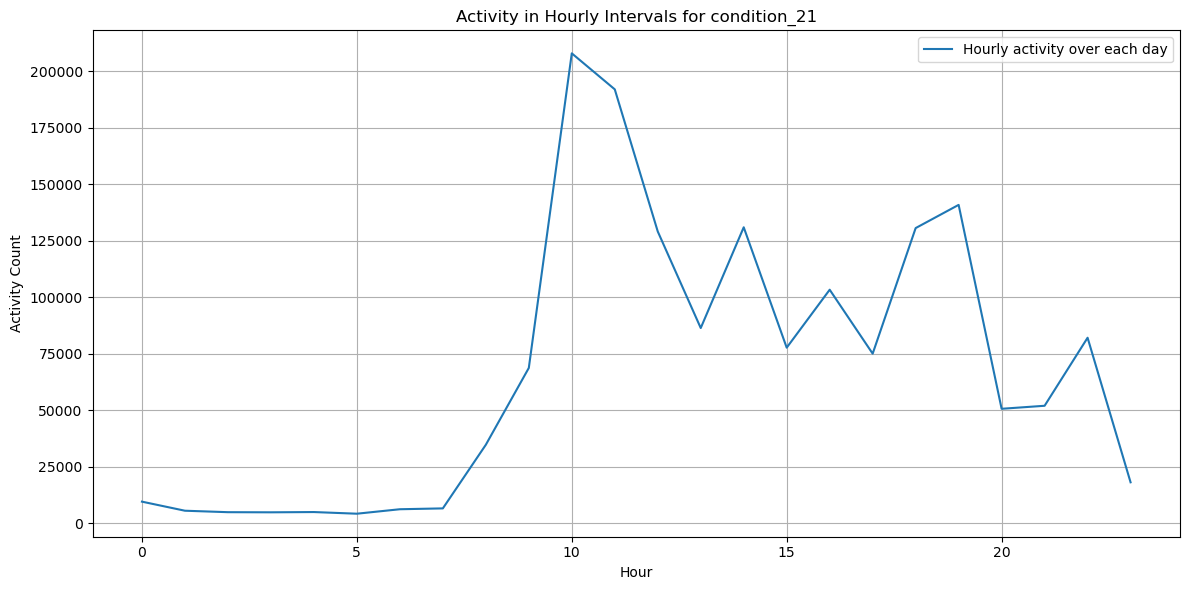 Activity in Hourly Intervals for condition_21
Hourly activity over each day
Activity Count
200000
175000
150000
125000
100000
75000
50000
25000
0
0 5 10 15 20
Hour